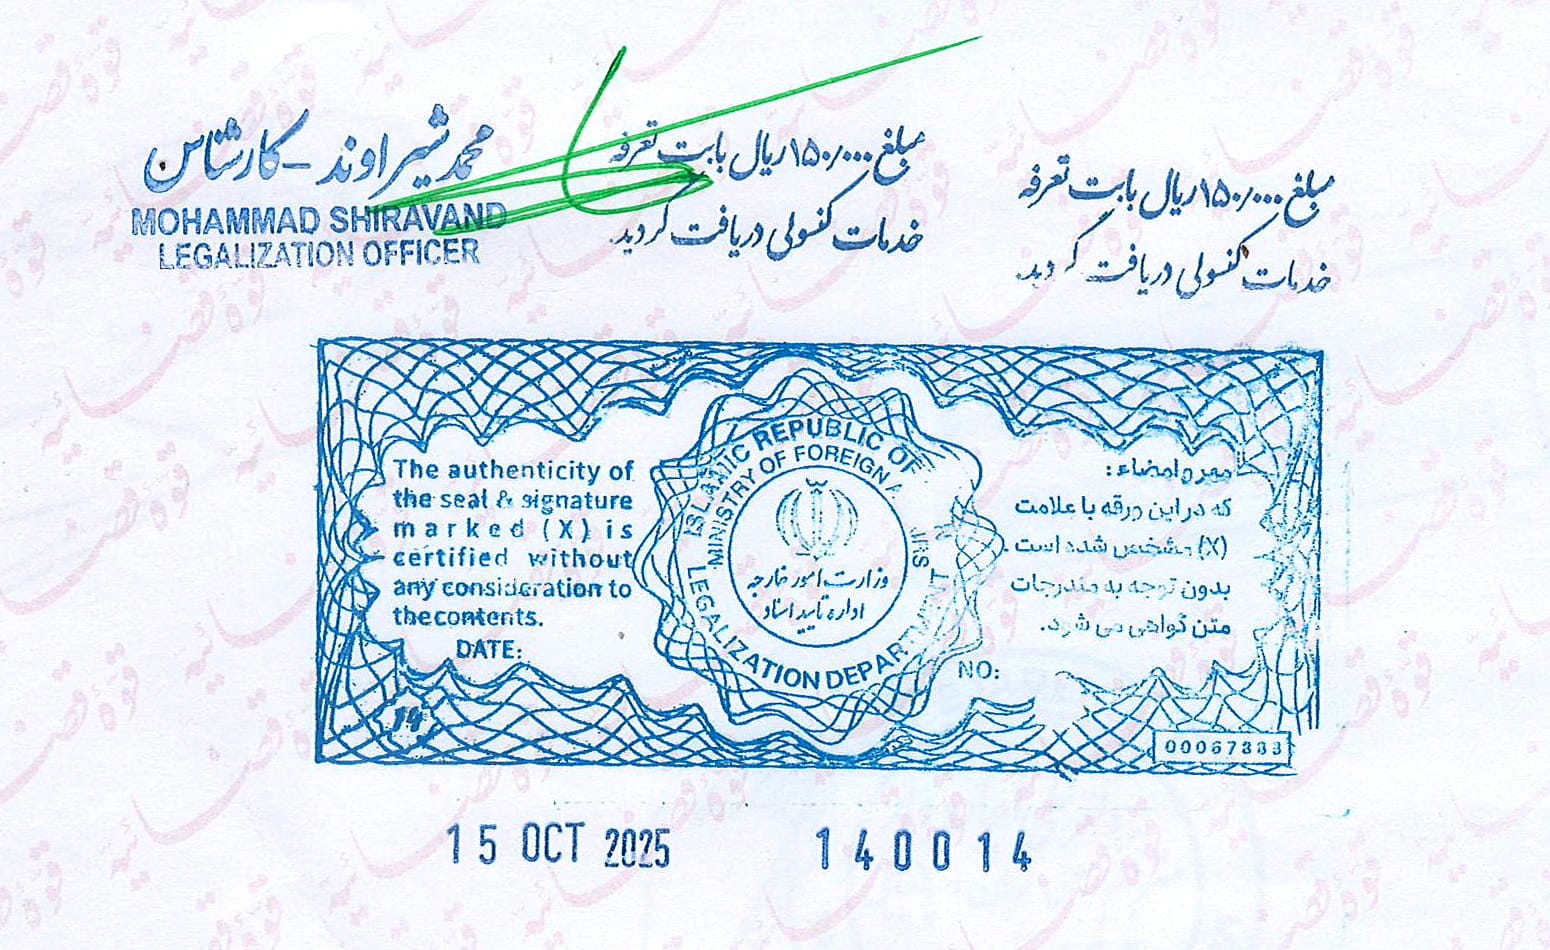 محمد شیراوند - کارشناس
MOHAMMAD SHIRAVAND
LEGALIZATION OFFICER
مبلغ ۱۵۰/۰۰۰ ریال بابت تعرفه
خدمات کنسولی دریافت گردید.
مبلغ ۱۵۰/۰۰۰ ریال بابت تعرفه
خدمات کنسولی دریافت گردید.
The authenticity of
the seal & signature
marked (X) is
certified without
any consideration to
the contents.
DATE:
14
ISLAMIC REPUBLIC OF
MINISTRY OF FOREIGN
LEGALIZATION DEPARTMENT
وزارت امور خارجه
اداره تایید اسناد
مهر و امضاء :
که در این ورقه با علامت
(X) مشخص شده است.
بدون توجه به مندرجات
متن گواهی می شود.
NO:
00067333
15 OCT 2025
140014
قوه قضائیه